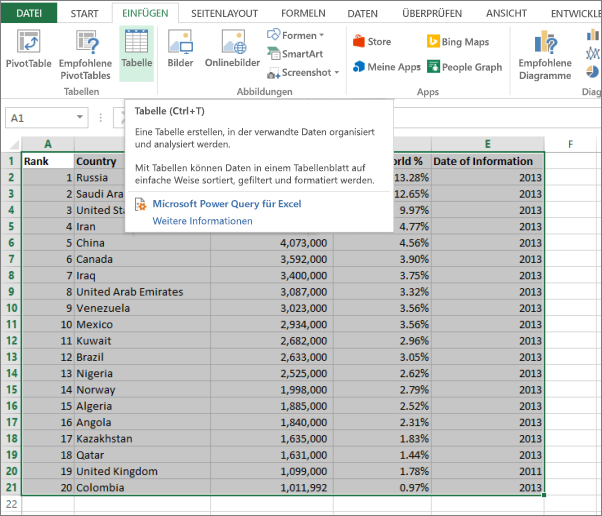 DATEI START EINFÜGEN SEITENLAYOUT FORMELN DATEN ÜBERPRÜFEN ANSICHT ENTWICKLE
PivotTable Empfohlene PivotTables Tabelle
Tabellen
Bilder Onlinebilder Formen SmartArt Screenshot
Abbildungen
Store Meine Apps Bing Maps People Graph
Apps
Empfohlene Diagramme
Diag
A1
Tabelle (Ctrl+T)
Eine Tabelle erstellen, in der verwandte Daten organisiert
und analysiert werden.
Mit Tabellen können Daten in einem Tabellenblatt auf
einfache Weise sortiert, gefiltert und formatiert werden.
Microsoft Power Query für Excel
Weitere Informationen
A E F
1 Rank Country orld % Date of Information
2 1 Russia 13.28% 2013
3 2 Saudi Ara 12.65% 2013
4 3 United Sta 9.97% 2013
5 4 Iran 4.77% 2013
6 5 China 4,073,000 4.56% 2013
7 6 Canada 3,592,000 3.90% 2013
8 7 Iraq 3,400,000 3.75% 2013
9 8 United Arab Emirates 3,087,000 3.32% 2013
10 9 Venezuela 3,023,000 3.56% 2013
11 10 Mexico 2,934,000 3.56% 2013
12 11 Kuwait 2,682,000 2.96% 2013
13 12 Brazil 2,633,000 3.05% 2013
14 13 Nigeria 2,525,000 2.62% 2013
15 14 Norway 1,998,000 2.79% 2013
16 15 Algeria 1,885,000 2.52% 2013
17 16 Angola 1,840,000 2.31% 2013
18 17 Kazakhstan 1,635,000 1.83% 2013
19 18 Qatar 1,631,000 1.44% 2013
20 19 United Kingdom 1,099,000 1.78% 2011
21 20 Colombia 1,011,992 0.97% 2013
22